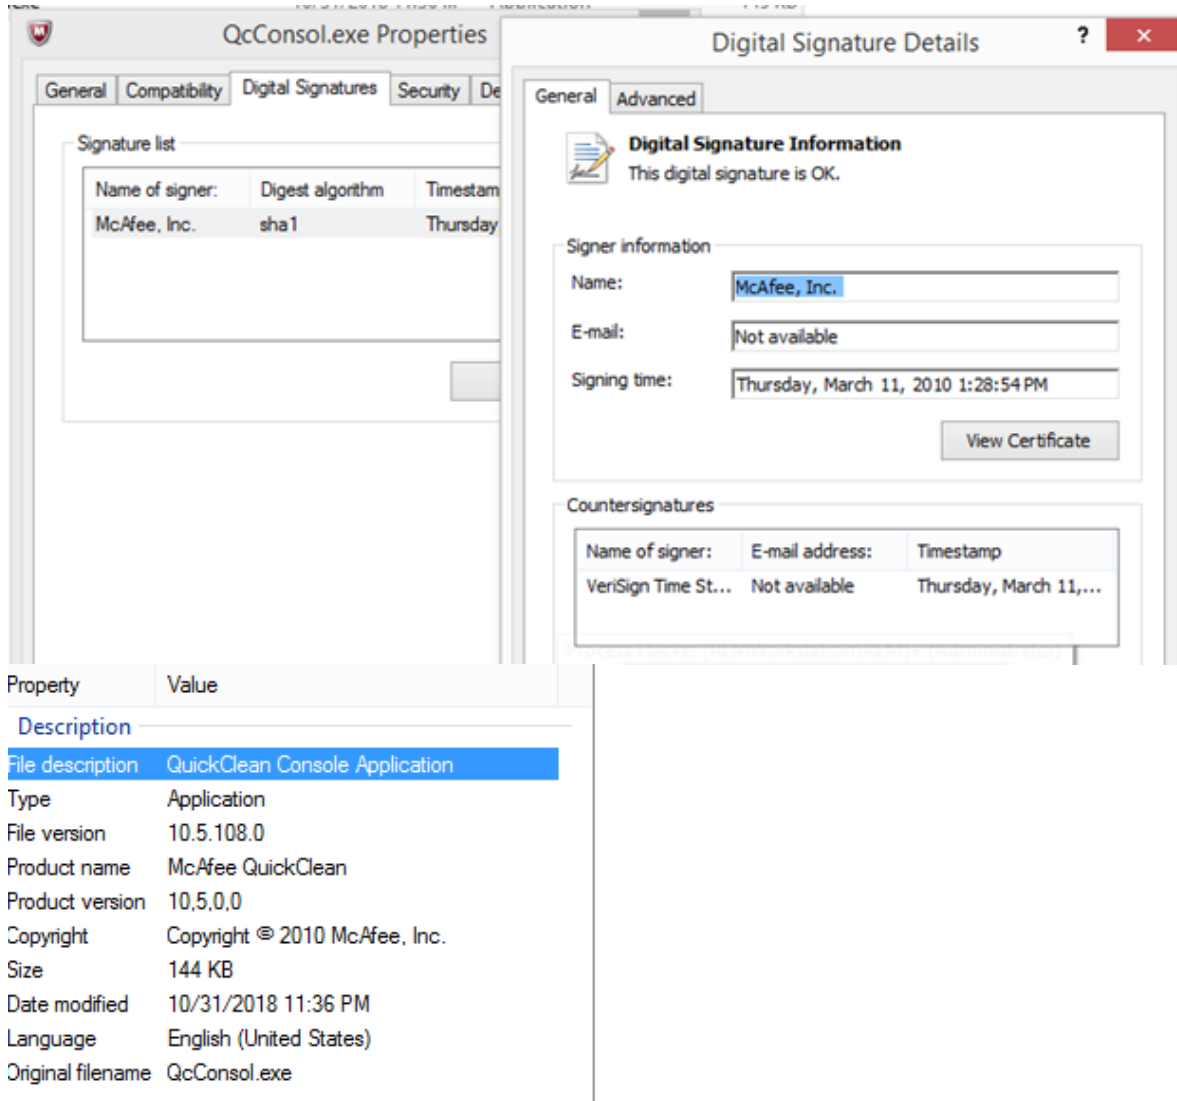 QcConsol.exe Properties
General Compatibility Digital Signatures Security De
Signature list
Name of signer: Digest algorithm Timestam
McAfee, Inc. sha1 Thursday
Digital Signature Details ?
General Advanced
Digital Signature Information
This digital signature is OK.
Signer information
Name: McAfee, Inc.
E-mail: Not available
Signing time: Thursday, March 11, 2010 1:28:54 PM
View Certificate
Countersignatures
Name of signer: E-mail address: Timestamp
VeriSign Time St... Not available Thursday, March 11,...
Property Value
Description
File description QuickClean Console Application
Type Application
File version 10.5.108.0
Product name McAfee QuickClean
Product version 10,5,0,0
Copyright Copyright © 2010 McAfee, Inc.
Size 144 KB
Date modified 10/31/2018 11:36 PM
Language English (United States)
Original filename QcConsol.exe